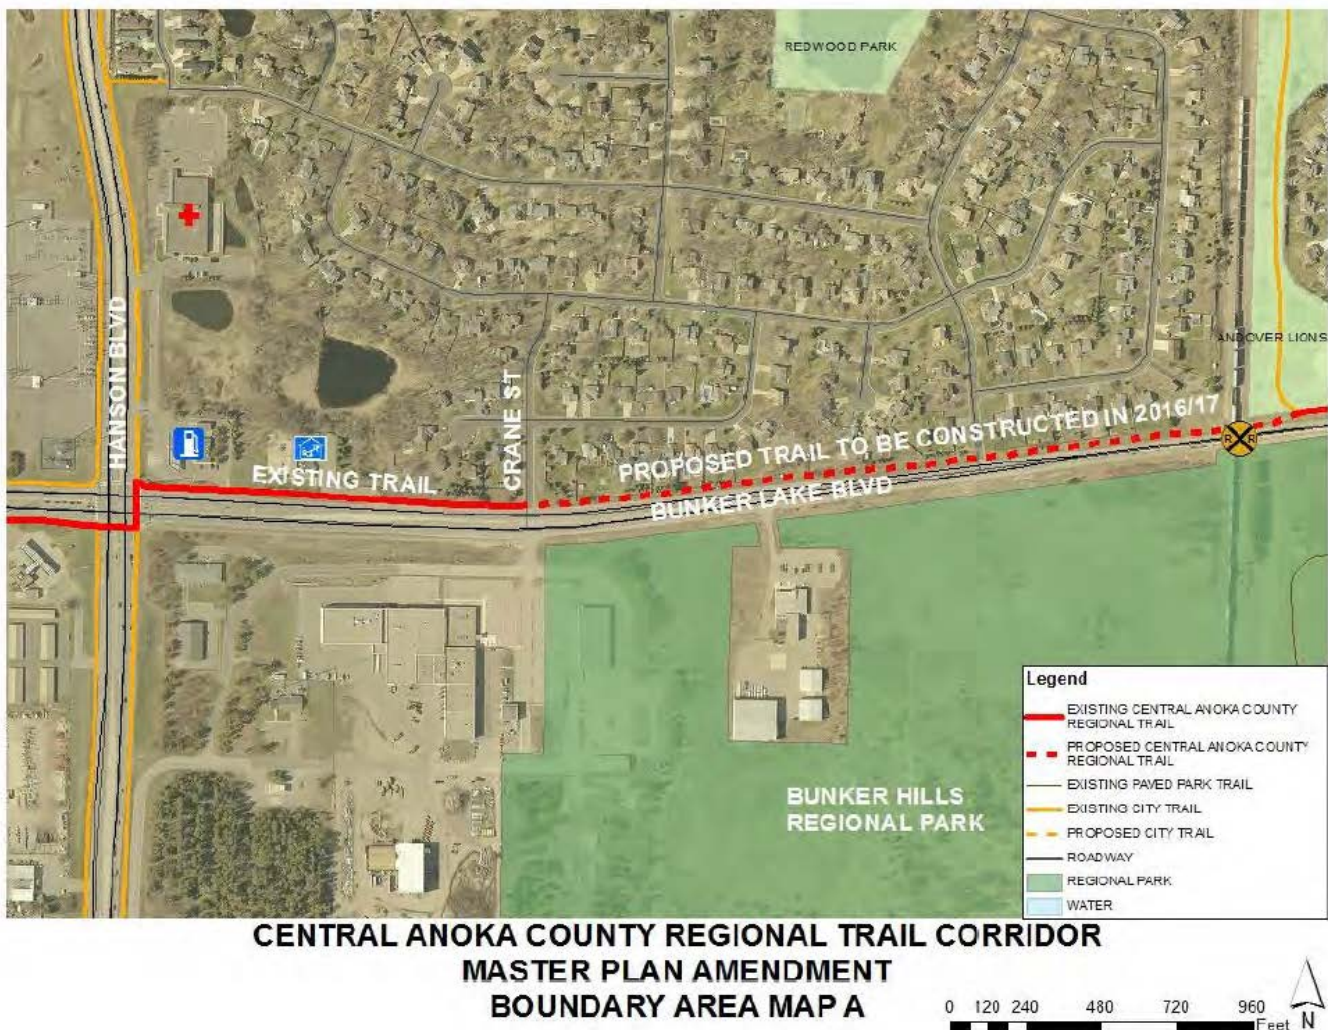 REDWOOD PARK
HANSON BLVD
ANDOVER LIONS
CRANE ST
EXISTING TRAIL
PROPOSED TRAIL TO BE CONSTRUCTED IN 2016/17
BUNKER LAKE BLVD
R R
BUNKER HILLS
REGIONAL PARK
Legend
EXISTING CENTRAL ANOKA COUNTY
REGIONAL TRAIL
PROPOSED CENTRAL ANOKA COUNTY
REGIONAL TRAIL
EXISTING PAVED PARK TRAIL
EXISTING CITY TRAIL
PROPOSED CITY TRAIL
ROADWAY
REGIONAL PARK
WATER
CENTRAL ANOKA COUNTY REGIONAL TRAIL CORRIDOR
MASTER PLAN AMENDMENT
BOUNDARY AREA MAP A
0 120 240 480 720 960
Feet
N